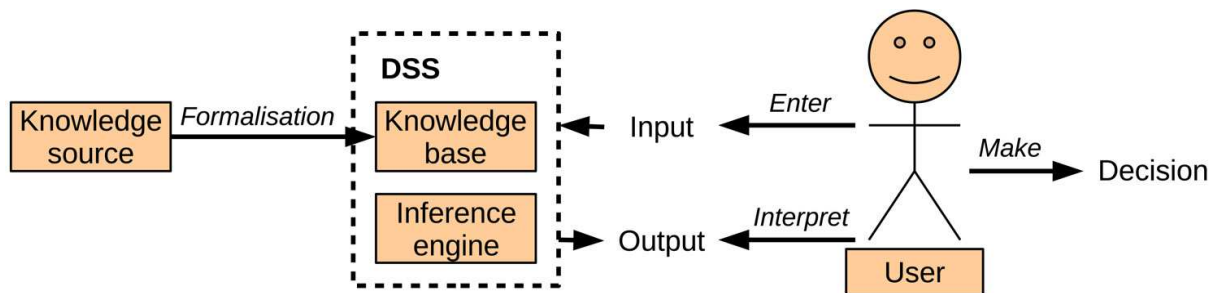 DSS
Knowledge
source
Formalisation
Knowledge
base
Inference
engine
Input
Output
Enter
Interpret
User
Make
Decision